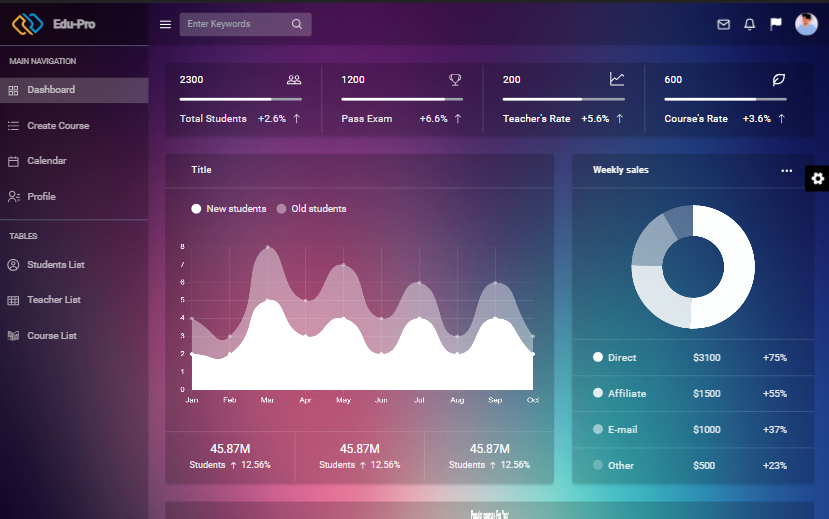 Edu-Pro
Enter Keywords
MAIN NAVIGATION
Dashboard
Create Course
Calendar
Profile
TABLES
Students List
Teacher List
Course List
2300
Total Students +2.6% ↑
1200
Pass Exam +6.6% ↑
200
Teacher's Rate +5.6% ↑
600
Course's Rate +3.6% ↑
Title
New students Old students
8
7
6
5
4
3
2
1
0
Jan Feb Mar Apr May Jun Jul Aug Sep Oct
45.87M
Students ↑ 12.56%
45.87M
Students ↑ 12.56%
45.87M
Students ↑ 12.56%
Weekly sales
Direct $3100 +75%
Affiliate $1500 +55%
E-mail $1000 +37%
Other $500 +23%